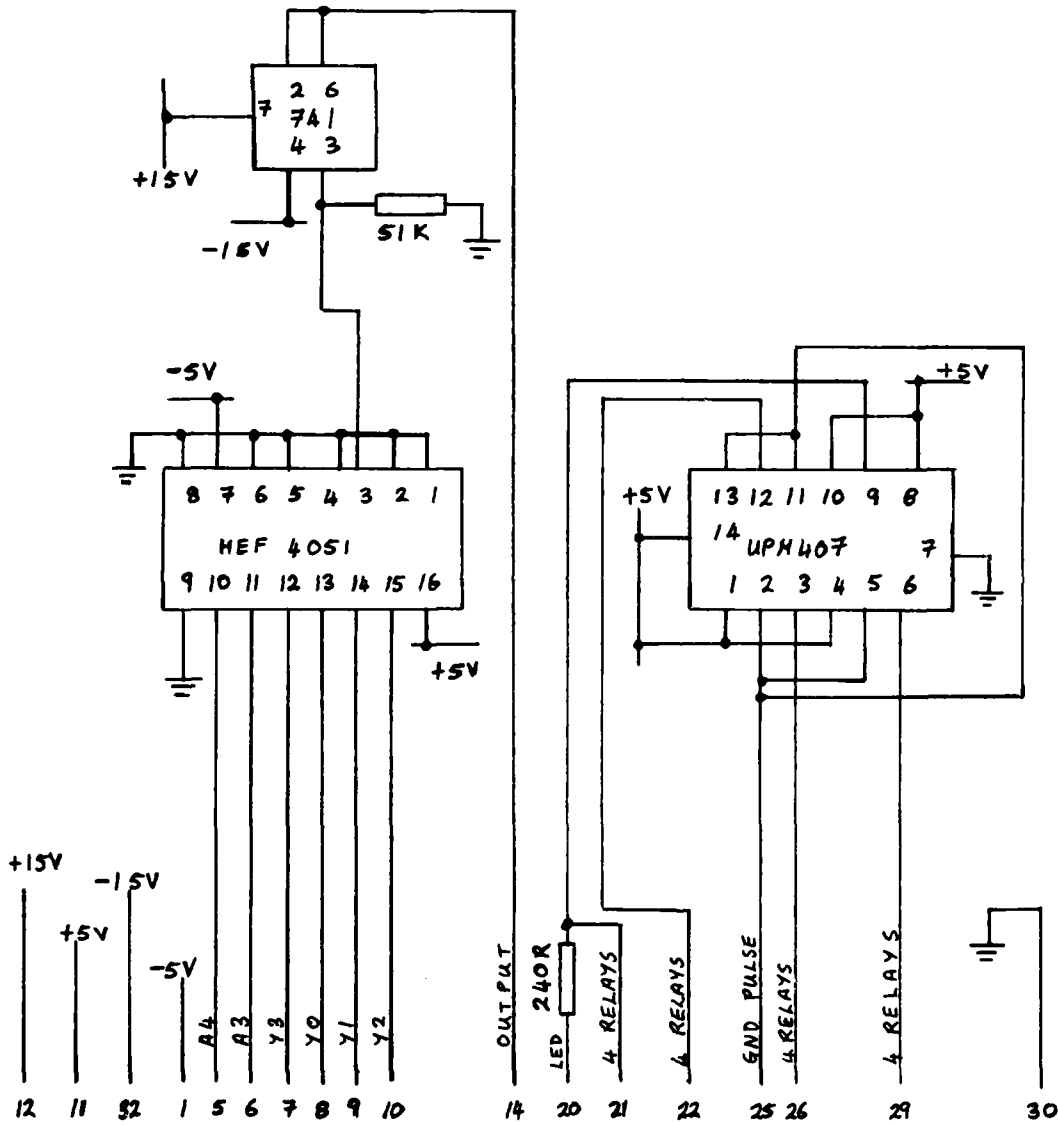 2 6
7
741
4 3
+15V
-15V
51K
-5V
+5V
8 7 6 5 4 3 2 1
+5V
13 12 11 10 9 8
HEF 4051
14
UPM407
7
9 10 11 12 13 14 15 16
1 2 3 4 5 6
+5V
+15V
-15V
+5V
-5V
A4
A3
Y3
Y0
Y1
Y2
OUTPUT
240R
LED
4 RELAYS
4 RELAYS
GND PULSE
4 RELAYS
4 RELAYS
12 11 32 1 5 6 7 8 9 10 14 20 21 22 25 26 29 30